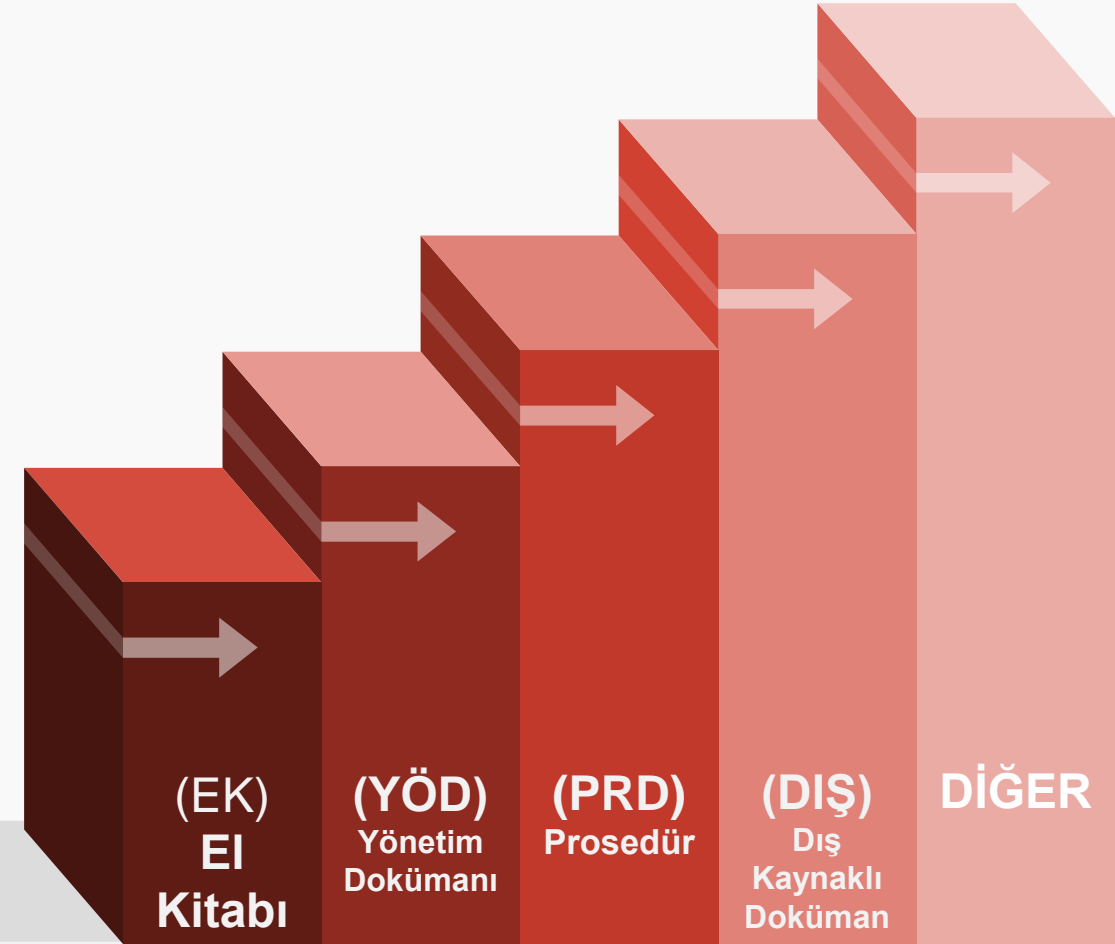 (EK)
El
Kitabı
(YÖD)
Yönetim
Dokümanı
(PRD)
Prosedür
(DIŞ)
Dış
Kaynaklı
Doküman
DİĞER